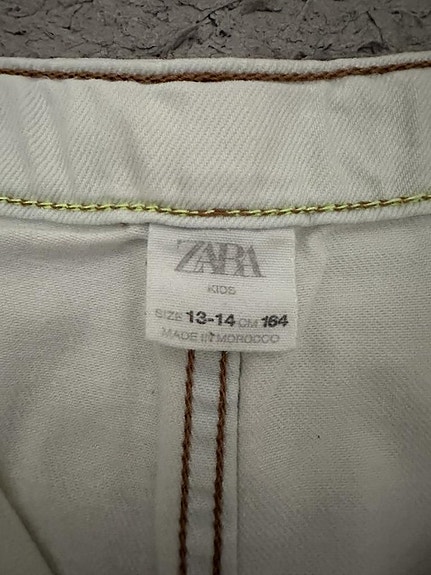 ZARA
KIDS
SIZE 13-14 CM 164
MADE IN MOROCCO